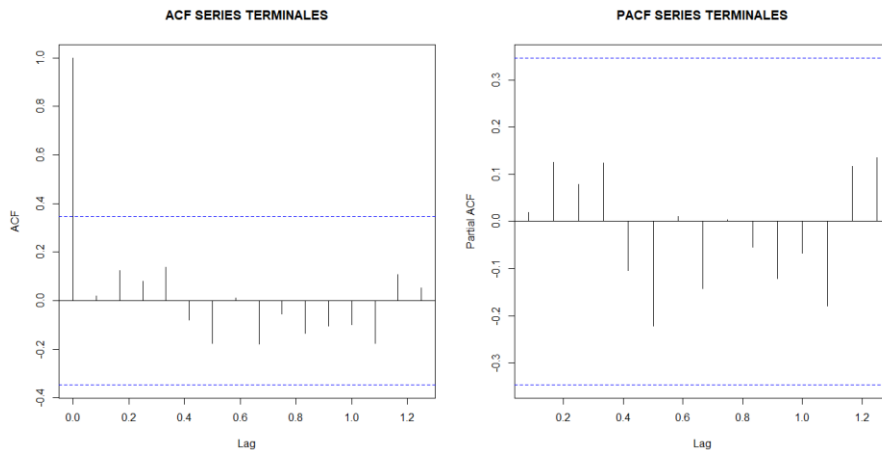 ACF SERIES TERMINALES
ACF
1.0
0.8
0.6
0.4
0.2
0.0
-0.2
-0.4
0.0 0.2 0.4 0.6 0.8 1.0 1.2
Lag
PACF SERIES TERMINALES
Partial ACF
0.3
0.2
0.1
0.0
-0.1
-0.2
-0.3
0.2 0.4 0.6 0.8 1.0 1.2
Lag